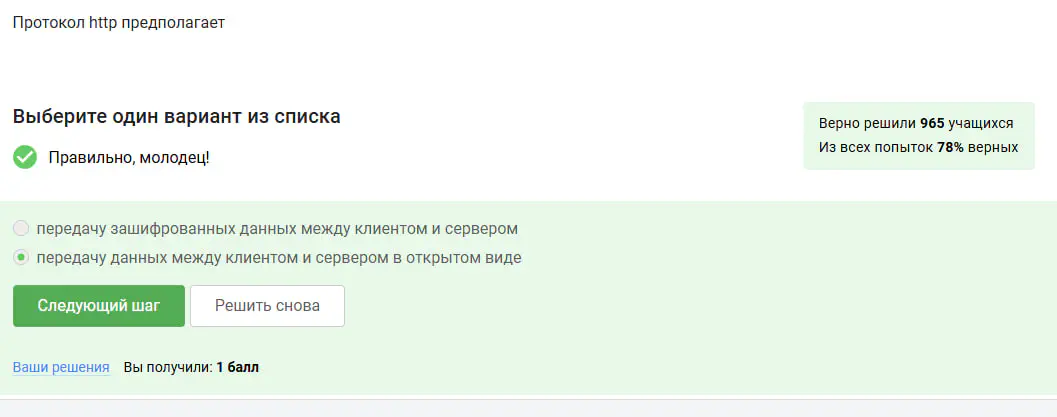 Протокол http предполагает
Выберите один вариант из списка
Правильно, молодец!
Верно решили 965 учащихся
Из всех попыток 78% верных
передачу зашифрованных данных между клиентом и сервером
передачу данных между клиентом и сервером в открытом виде
Следующий шаг
Решить снова
Ваши решения Вы получили: 1 балл